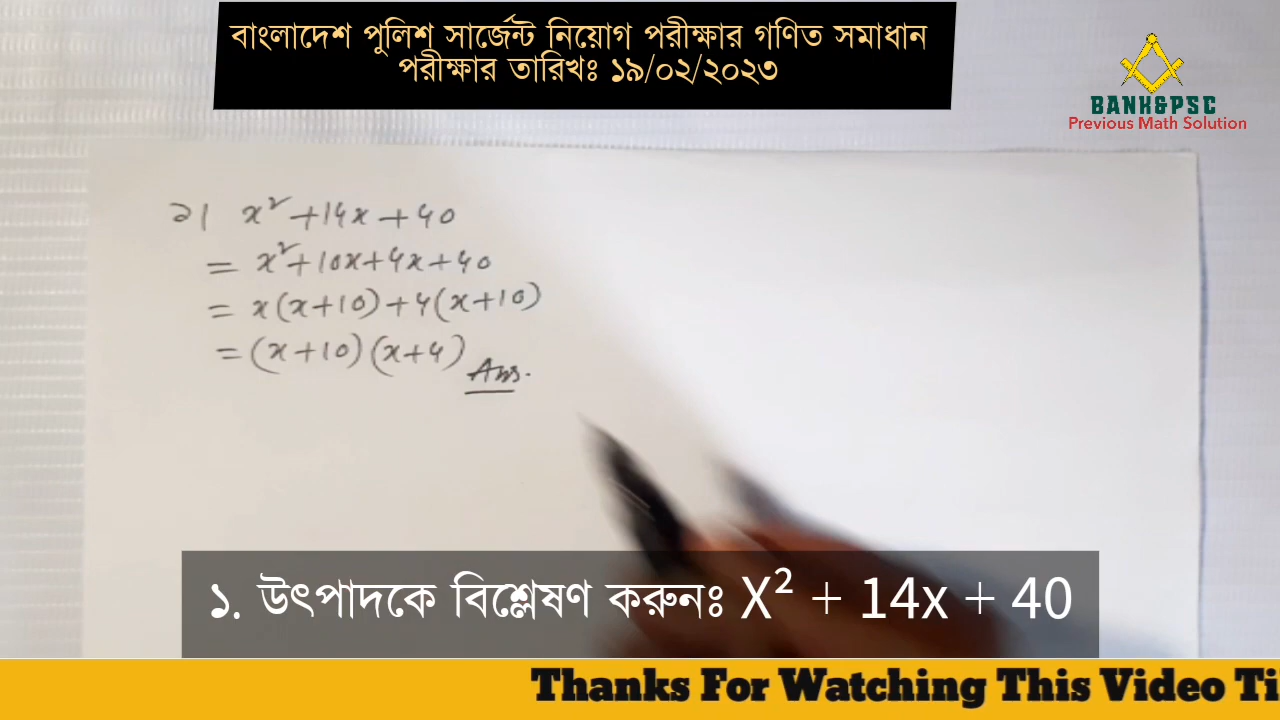 বাংলাদেশ পুলিশ সার্জেন্ট নিয়োগ পরীক্ষার গণিত সমাধান
পরীক্ষার তারিখঃ ১৯/০২/২০২৩
BANK&PSC
Previous Math Solution
১। x² + 14x + 40
= x² + 10x + 4x + 40
= x(x+10) + 4(x+10)
= (x+10)(x+4)
Ans.
১. উৎপাদকে বিশ্লেষণ করুনঃ X² + 14x + 40
Thanks For Watching This Video Ti